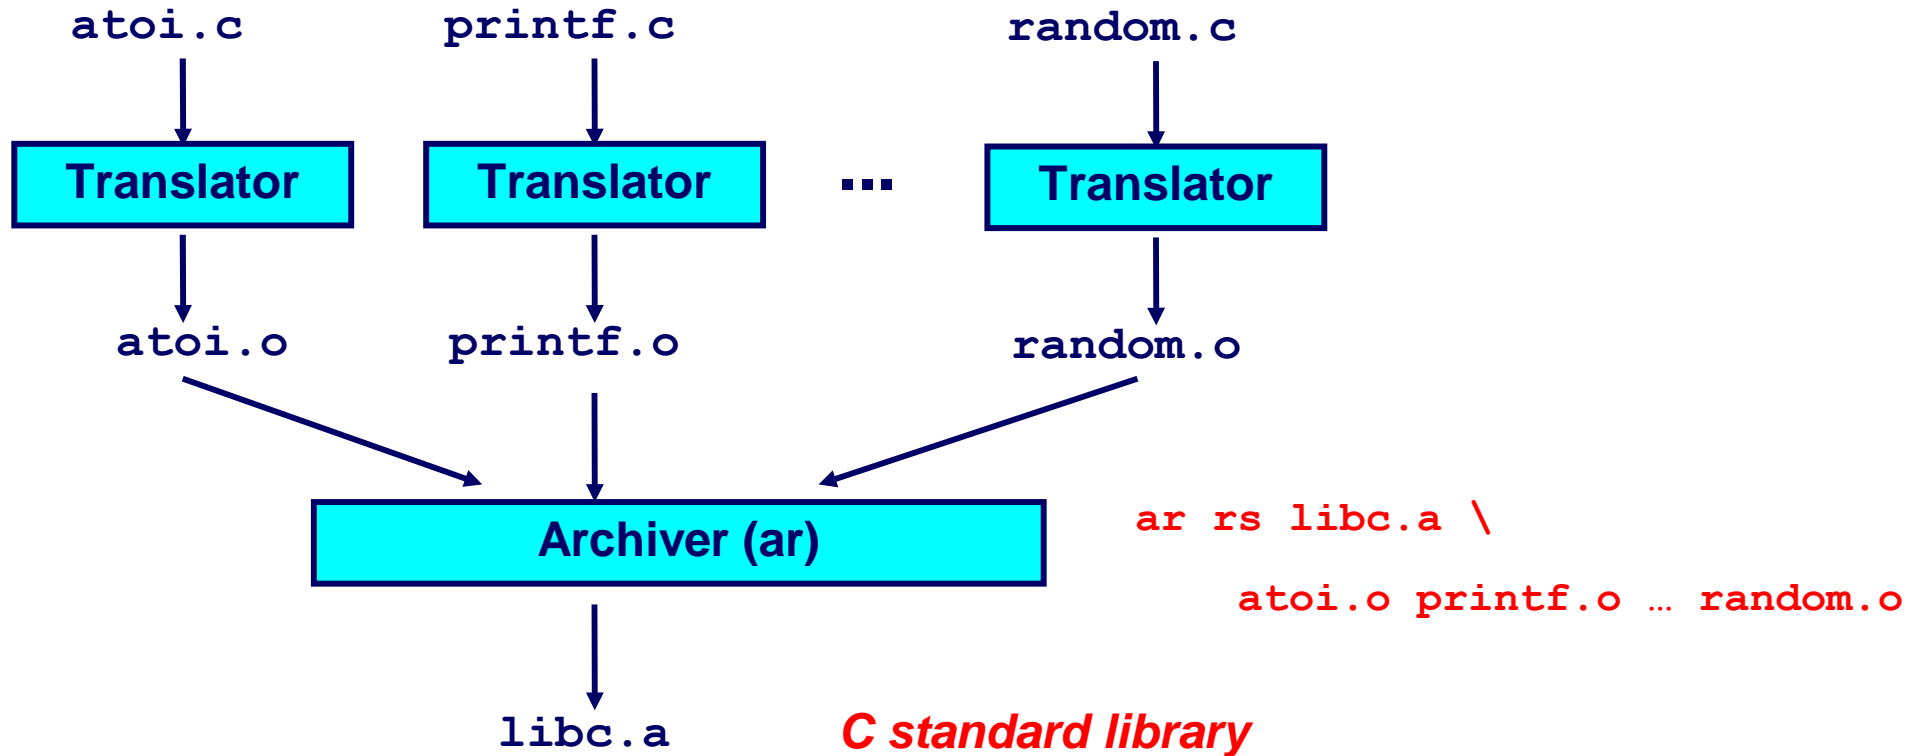 atoi.c printf.c random.c
Translator Translator ... Translator
atoi.o printf.o random.o
Archiver (ar)
ar rs libc.a \
atoi.o printf.o … random.o
libc.a
C standard library